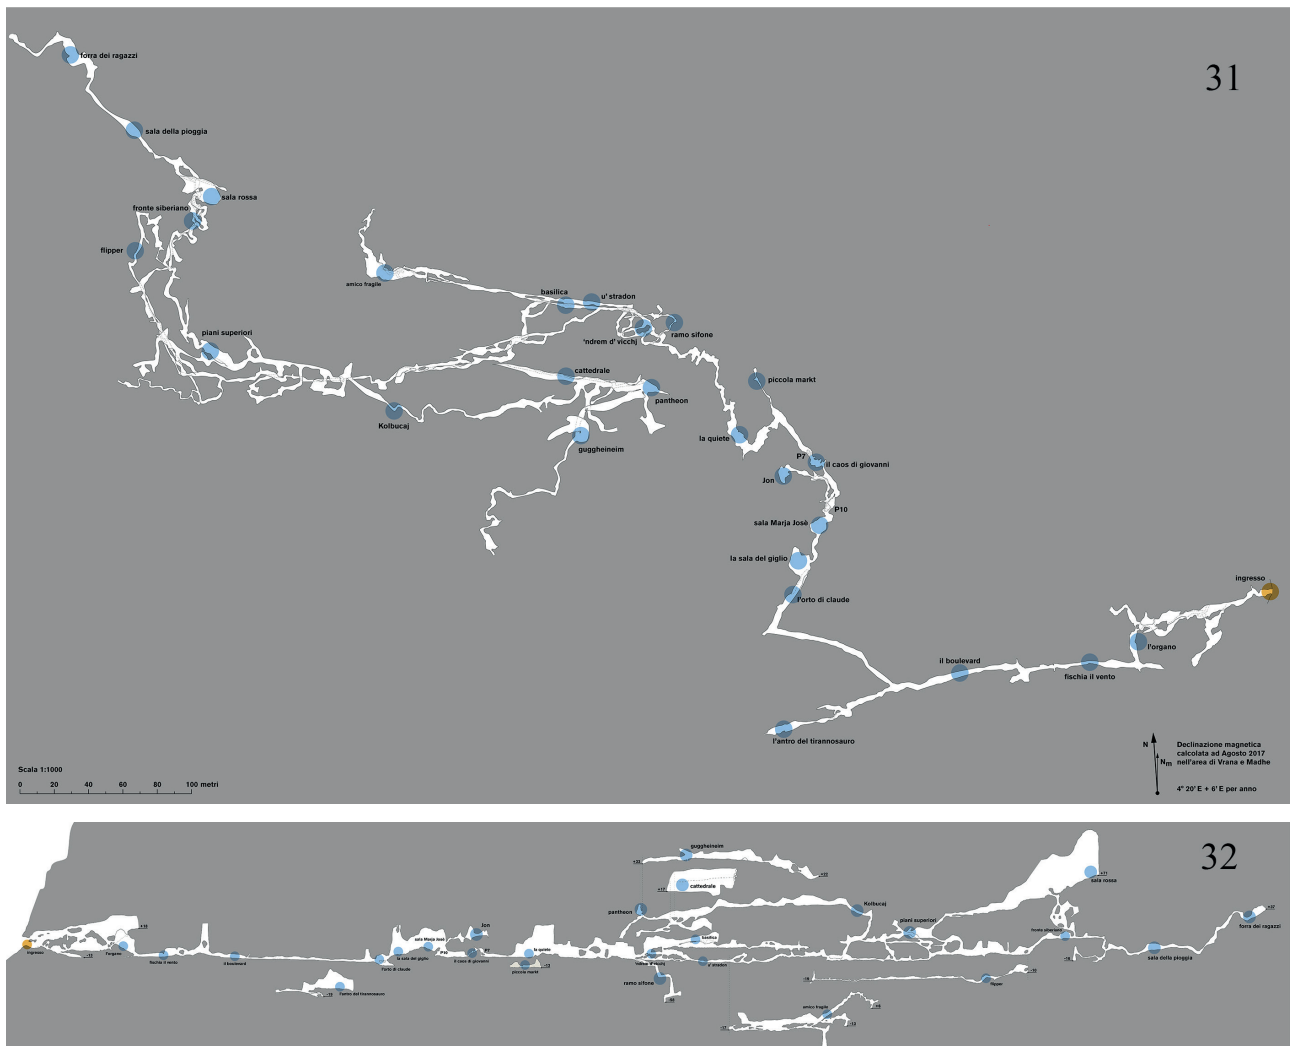 31
forra dei ragazzi
sala della pioggia
sala rossa
fronte siberiano
flipper
amico fragile
basilica
u' stradon
'ndrem d' vicchj
ramo sifone
piani superiori
cattedrale
piccola markt
pantheon
Kolbucaj
la quiete
guggheineim
P7
il caos di giovanni
Jon
P10
sala Marja Josè
la sala del giglio
l'orto di claude
ingresso
l'organo
il boulevard
fischia il vento
l'antro del tirannosauro
N
Nm
Declinazione magnetica
calcolata ad Agosto 2017
nell'area di Vrana e Madhe
4° 20' E + 6' E per anno
Scala 1:1000
0 20 40 60 80 100 metri
32
guggheineim
cattedrale
+17
sala rossa
pantheon
Kolbucaj
piani superiori
forra dei ragazzi
Jon
sala Marja Josè
P10
P7
la quiete
basilica
fronte siberiano
ingresso
l'organo
fischia il vento
il boulevard
l'orto di claude
la sala del giglio
il caos di giovanni
piccola markt
'ndrem d' vicchj
u' stradon
sala della pioggia
ramo sifone
flipper
l'antro del tirannosauro
amico fragile
-17